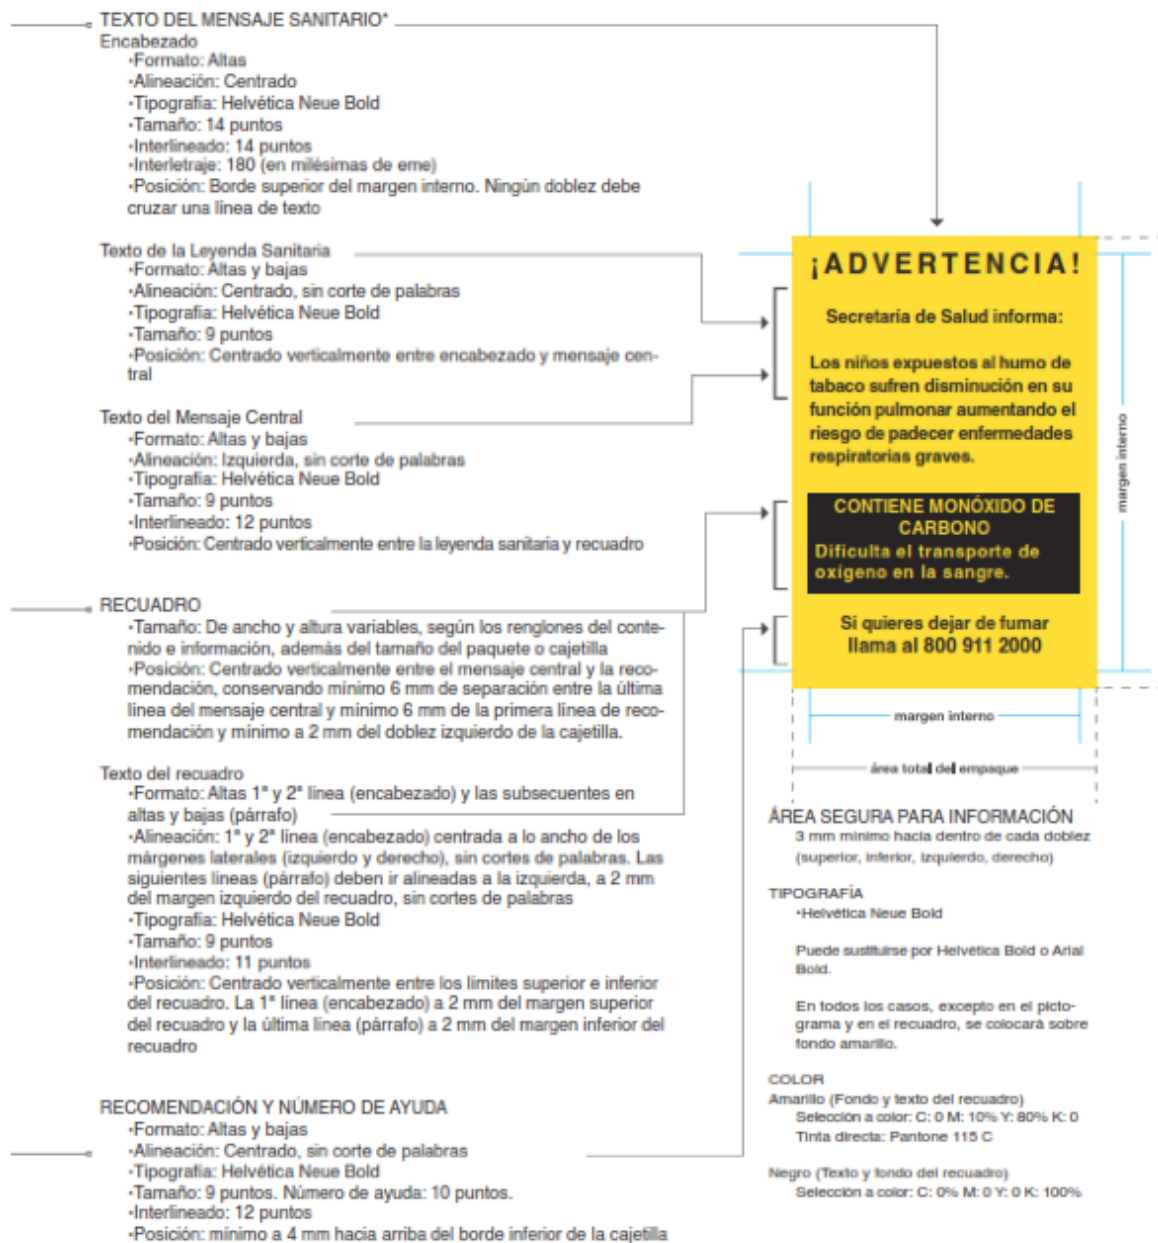 TEXTO DEL MENSAJE SANITARIO*
Encabezado
•Formato: Altas
•Alineación: Centrado
•Tipografía: Helvética Neue Bold
•Tamaño: 14 puntos
•Interlineado: 14 puntos
•Interletraje: 180 (en milésimas de eme)
•Posición: Borde superior del margen interno. Ningún doblez debe
cruzar una línea de texto
Texto de la Leyenda Sanitaria
•Formato: Altas y bajas
•Alineación: Centrado, sin corte de palabras
•Tipografía: Helvética Neue Bold
•Tamaño: 9 puntos
•Posición: Centrado verticalmente entre encabezado y mensaje cen-
tral
Texto del Mensaje Central
•Formato: Altas y bajas
•Alineación: Izquierda, sin corte de palabras
•Tipografía: Helvética Neue Bold
•Tamaño: 9 puntos
•Interlineado: 12 puntos
•Posición: Centrado verticalmente entre la leyenda sanitaria y recuadro
RECUADRO
•Tamaño: De ancho y altura variables, según los renglones del conte-
nido e información, además del tamaño del paquete o cajetilla
•Posición: Centrado verticalmente entre el mensaje central y la reco-
mendación, conservando mínimo 6 mm de separación entre la última
línea del mensaje central y mínimo 6 mm de la primera línea de reco-
mendación y mínimo a 2 mm del doblez izquierdo de la cajetilla.
Texto del recuadro
•Formato: Altas 1ª y 2ª línea (encabezado) y las subsecuentes en
altas y bajas (párrafo)
•Alineación: 1ª y 2ª línea (encabezado) centrada a lo ancho de los
márgenes laterales (izquierdo y derecho), sin cortes de palabras. Las
siguientes líneas (párrafo) deben ir alineadas a la izquierda, a 2 mm
del margen izquierdo del recuadro, sin cortes de palabras
•Tipografía: Helvética Neue Bold
•Tamaño: 9 puntos
•Interlineado: 11 puntos
•Posición: Centrado verticalmente entre los límites superior e inferior
del recuadro. La 1ª línea (encabezado) a 2 mm del margen superior
del recuadro y la última línea (párrafo) a 2 mm del margen inferior del
recuadro
RECOMENDACIÓN Y NÚMERO DE AYUDA
•Formato: Altas y bajas
•Alineación: Centrado, sin corte de palabras
•Tipografía: Helvética Neue Bold
•Tamaño: 9 puntos. Número de ayuda: 10 puntos.
•Interlineado: 12 puntos
•Posición: mínimo a 4 mm hacia arriba del borde inferior de la cajetilla
¡ADVERTENCIA!
Secretaría de Salud informa:
Los niños expuestos al humo de
tabaco sufren disminución en su
función pulmonar aumentando el
riesgo de padecer enfermedades
respiratorias graves.
CONTIENE MONÓXIDO DE
CARBONO
Dificulta el transporte de
oxígeno en la sangre.
Si quieres dejar de fumar
llama al 800 911 2000
margen interno
margen interno
área total del empaque
ÁREA SEGURA PARA INFORMACIÓN
3 mm mínimo hacia dentro de cada doblez
(superior, inferior, izquierdo, derecho)
TIPOGRAFÍA
•Helvética Neue Bold
Puede sustituirse por Helvética Bold o Arial
Bold.
En todos los casos, excepto en el picto-
grama y en el recuadro, se colocará sobre
fondo amarillo.
COLOR
Amarillo (Fondo y texto del recuadro)
Selección a color: C: 0 M: 10% Y: 80% K: 0
Tinta directa: Pantone 115 C
Negro (Texto y fondo del recuadro)
Selección a color: C: 0% M: 0 Y: 0 K: 100%